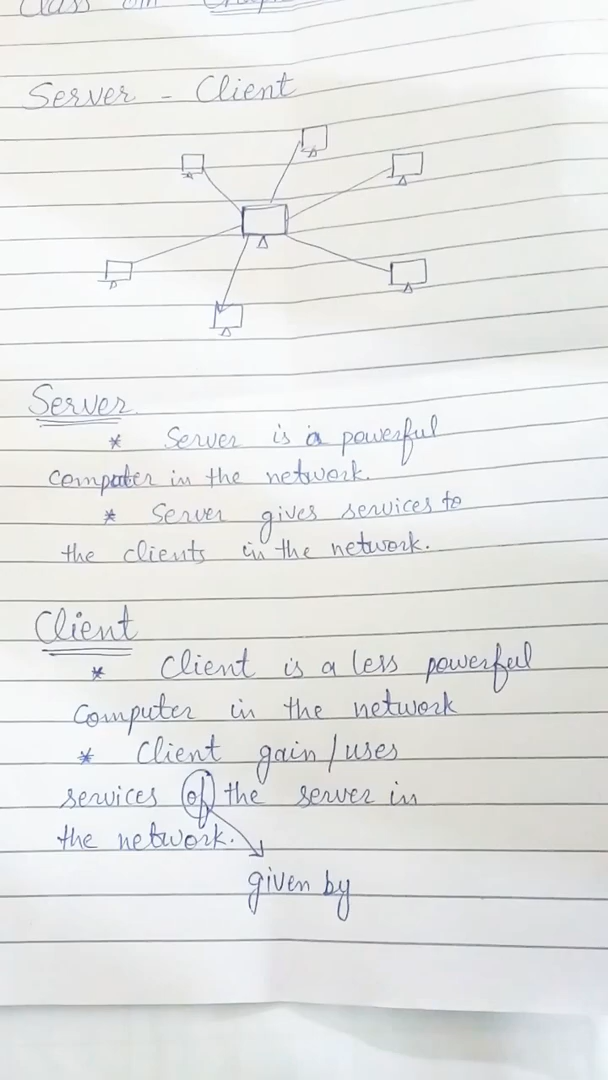 Class
Server - Client
Server
* Server is a powerful
computer in the network.
* Server gives services to
the clients in the network.
Client
* Client is a less powerful
Computer in the network
* Client gain/uses
services of the server in
the network.
given by